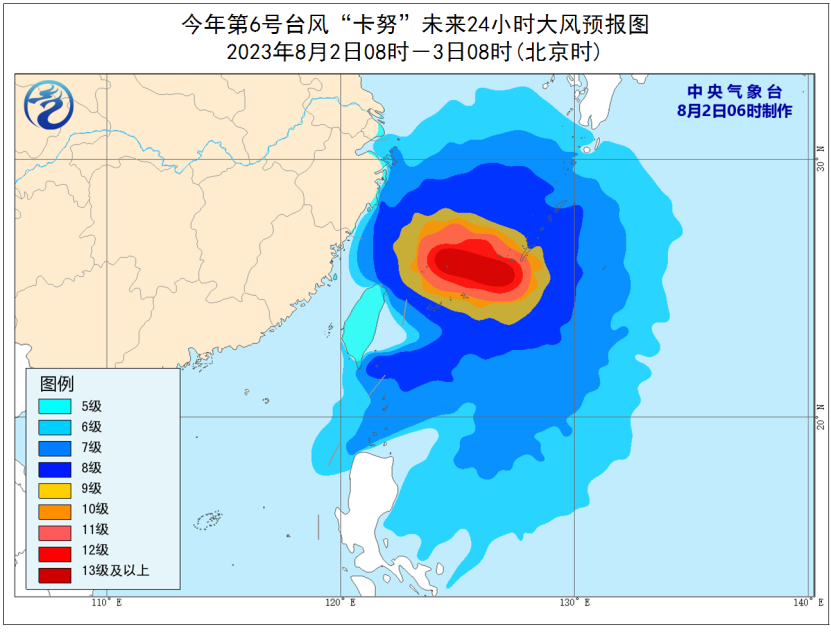 今年第6号台风“卡努”未来24小时大风预报图
2023年8月2日08时－3日08时(北京时)
中央气象台
8月2日06时制作
30° N
20° N
图例
5级
6级
7级
8级
9级
10级
11级
12级
13级及以上
110° E
120° E
130° E
140° E